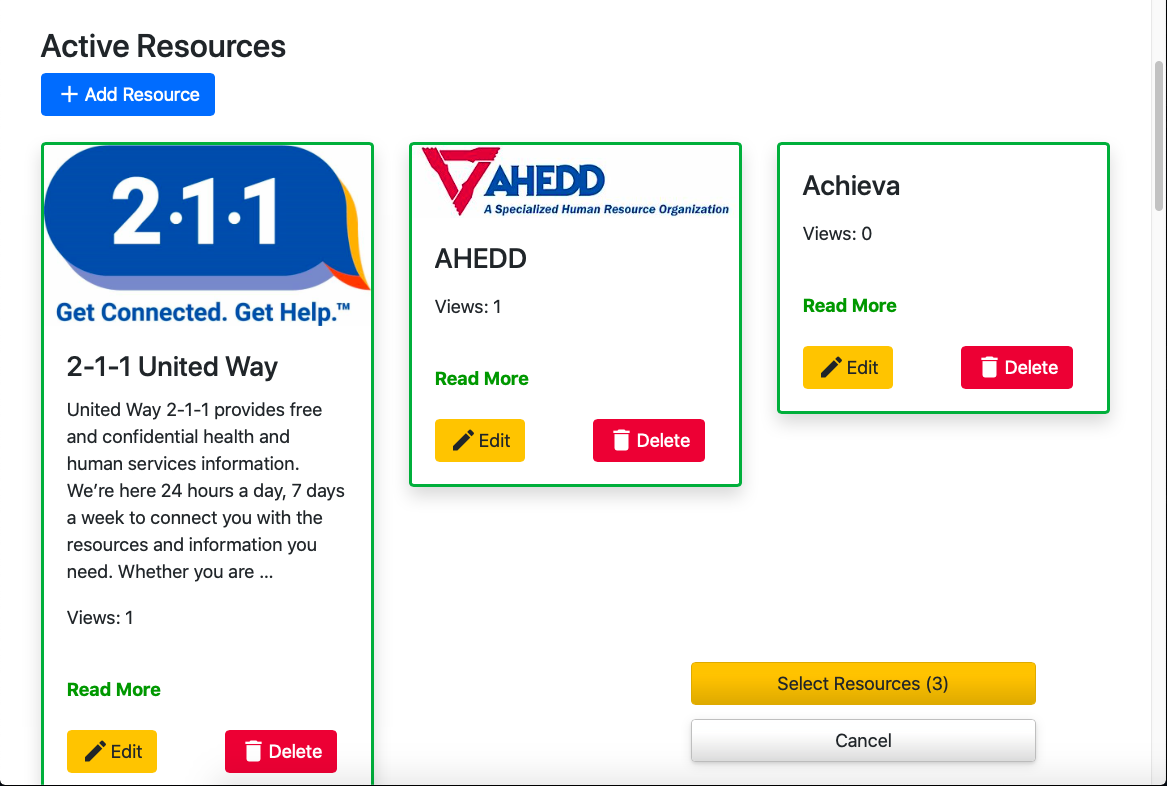 Active Resources
Add Resource
2·1·1
Get Connected. Get Help.™
2-1-1 United Way
United Way 2-1-1 provides free
and confidential health and
human services information.
We’re here 24 hours a day, 7 days
a week to connect you with the
resources and information you
need. Whether you are ...
Views: 1
Read More
Edit
Delete
AHEDD
A Specialized Human Resource Organization
AHEDD
Views: 1
Read More
Edit
Delete
Achieva
Views: 0
Read More
Edit
Delete
Select Resources (3)
Cancel